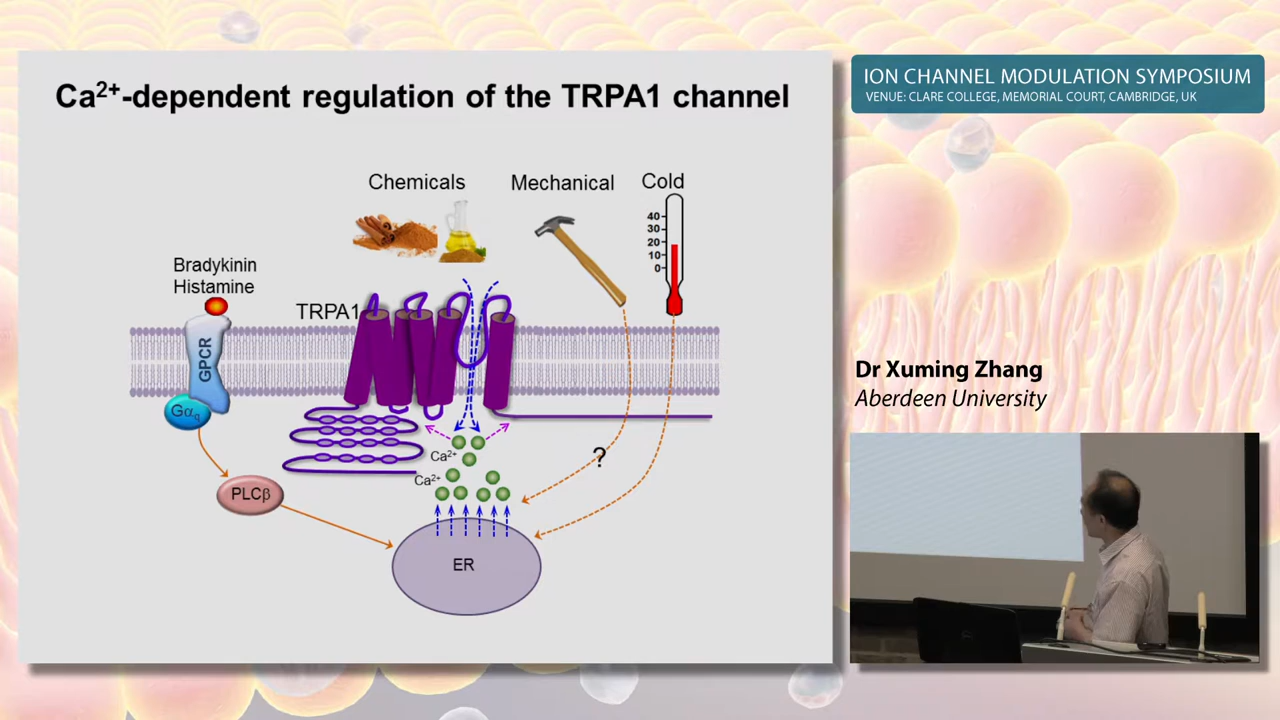 Ca²⁺-dependent regulation of the TRPA1 channel
Chemicals
Mechanical
Cold
40
30
20
10
0
Bradykinin
Histamine
TRPA1
GPCR
Gαq
PLCβ
Ca²⁺
Ca²⁺
?
ER
ION CHANNEL MODULATION SYMPOSIUM
VENUE: CLARE COLLEGE, MEMORIAL COURT, CAMBRIDGE, UK
Dr Xuming Zhang
Aberdeen University